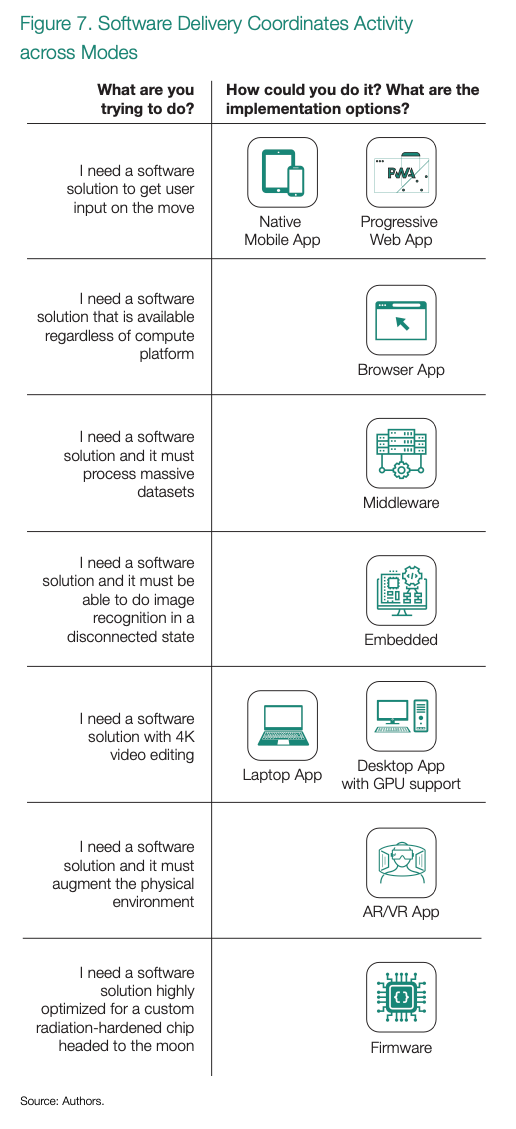 Figure 7. Software Delivery Coordinates Activity
across Modes
What are you
trying to do?
How could you do it? What are the
implementation options?
I need a software
solution to get user
input on the move
PWA
Native
Mobile App
Progressive
Web App
I need a software
solution that is available
regardless of compute
platform
Browser App
I need a software
solution and it must
process massive
datasets
Middleware
I need a software
solution and it must be
able to do image
recognition in a
disconnected state
Embedded
I need a software
solution with 4K
video editing
Laptop App
Desktop App
with GPU support
I need a software
solution and it must
augment the physical
environment
AR/VR App
I need a software
solution highly
optimized for a custom
radiation-hardened chip
headed to the moon
Firmware
Source: Authors.